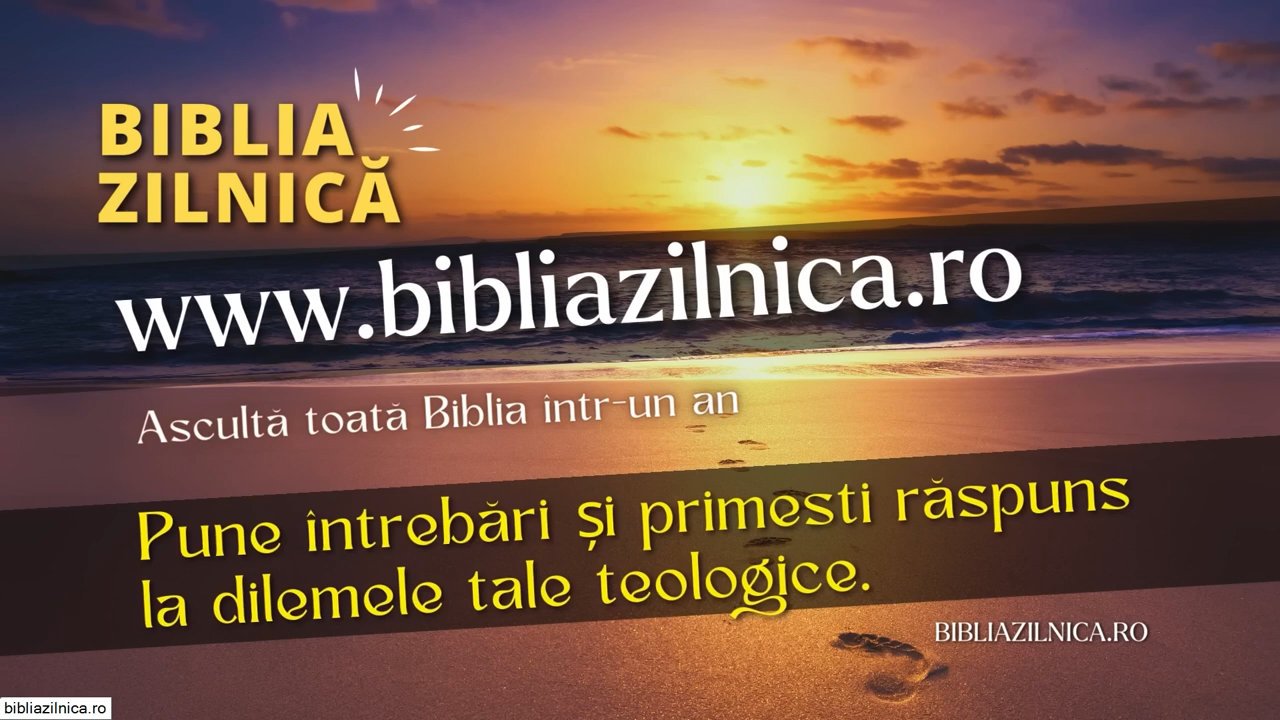 BIBLIA
ZILNICĂ
www.bibliazilnica.ro
Ascultă toată Biblia într-un an
Pune întrebări și primesti răspuns
la dilemele tale teologice.
BIBLIAZILNICA.RO
bibliazilnica.ro